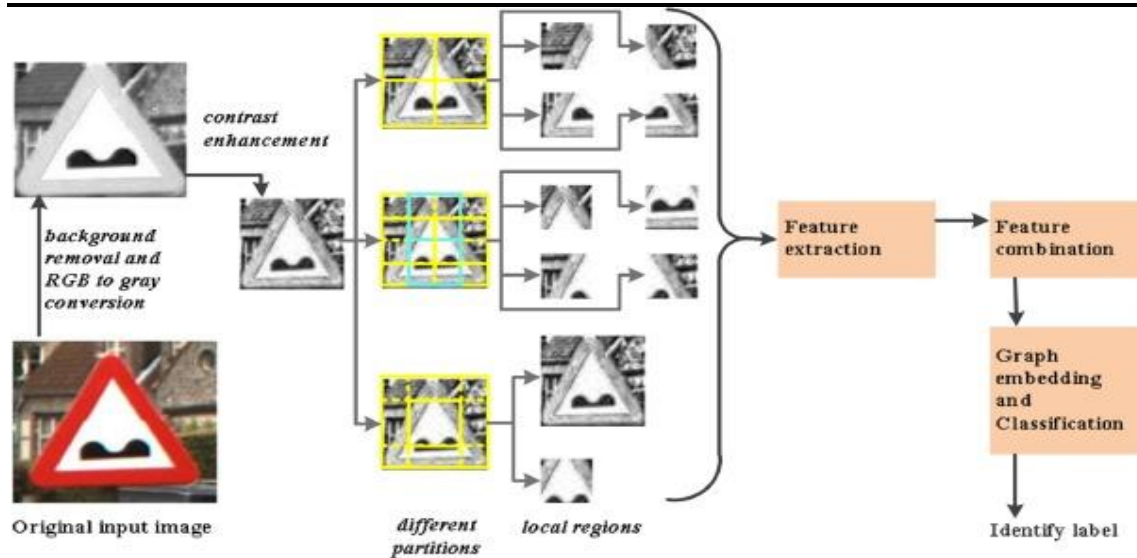 contrast
enhancement
background
removal and
RGB to gray
conversion
Original input image
different
partitions
local regions
Feature
extraction
Feature
combination
Graph
embedding
and
Classification
Identify label